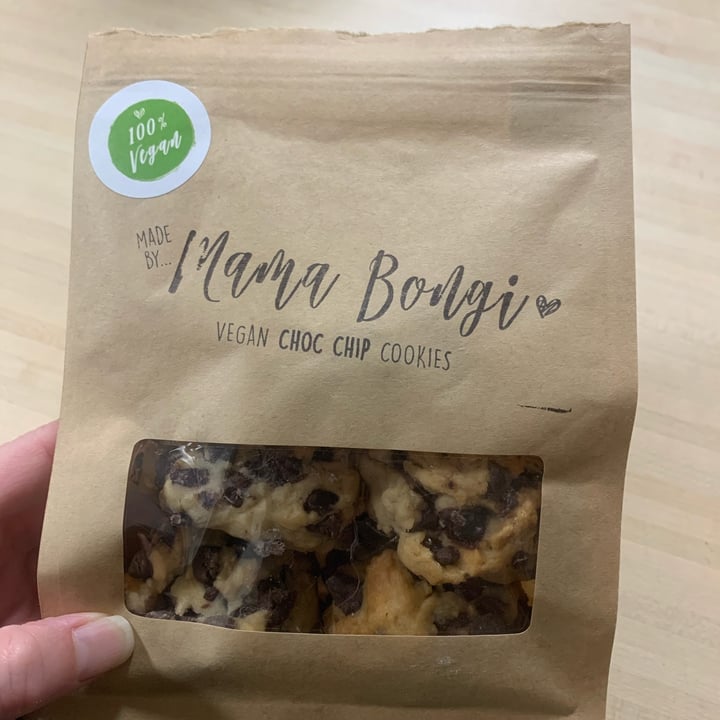 100%
Vegan
MADE
BY...
Mama Bongi
VEGAN CHOC CHIP COOKIES